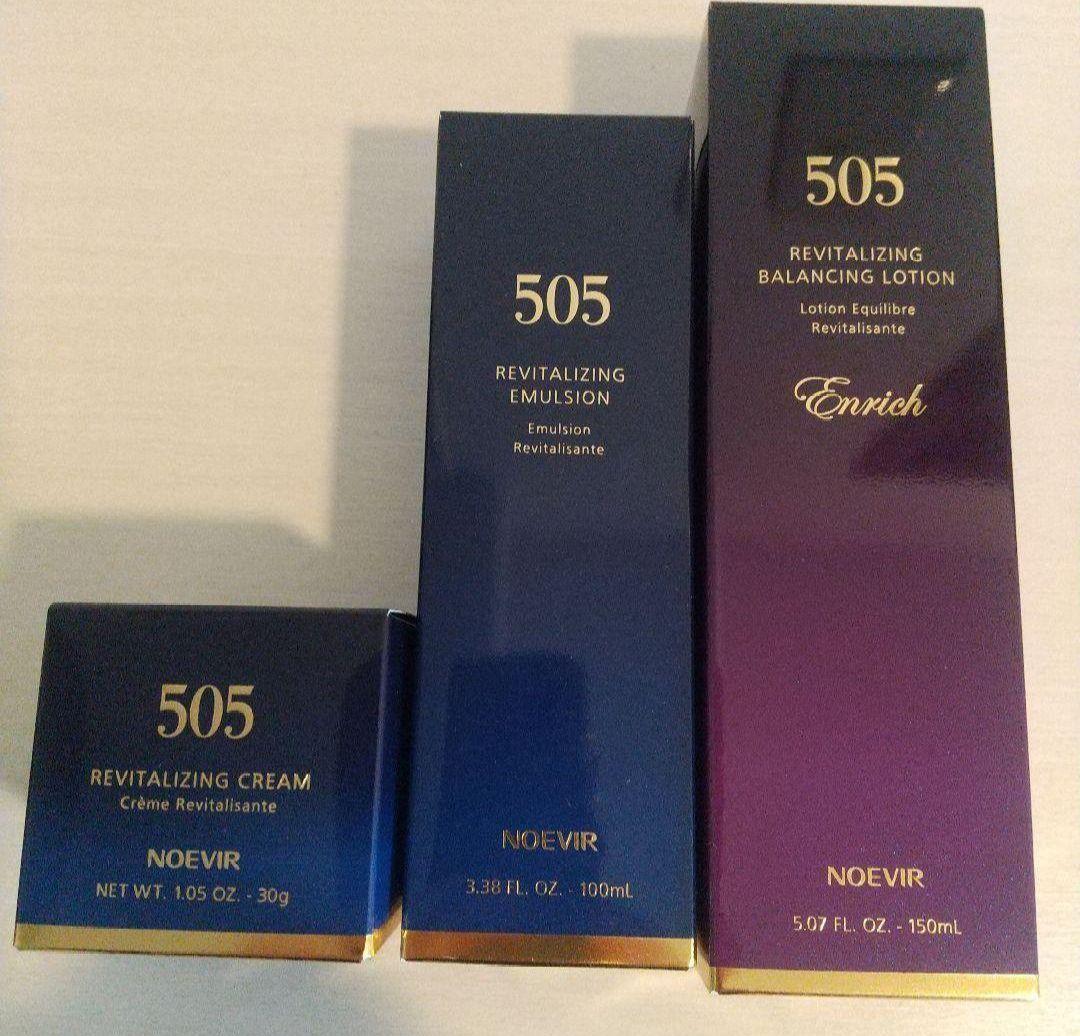 505
REVITALIZING CREAM
Crème Revitalisante
NOEVIR
NET WT. 1.05 OZ. - 30g
505
REVITALIZING
EMULSION
Emulsion
Revitalisante
NOEVIR
3.38 FL. OZ. - 100mL
505
REVITALIZING
BALANCING LOTION
Lotion Equilibre
Revitalisante
Enrich
NOEVIR
5.07 FL. OZ. - 150mL